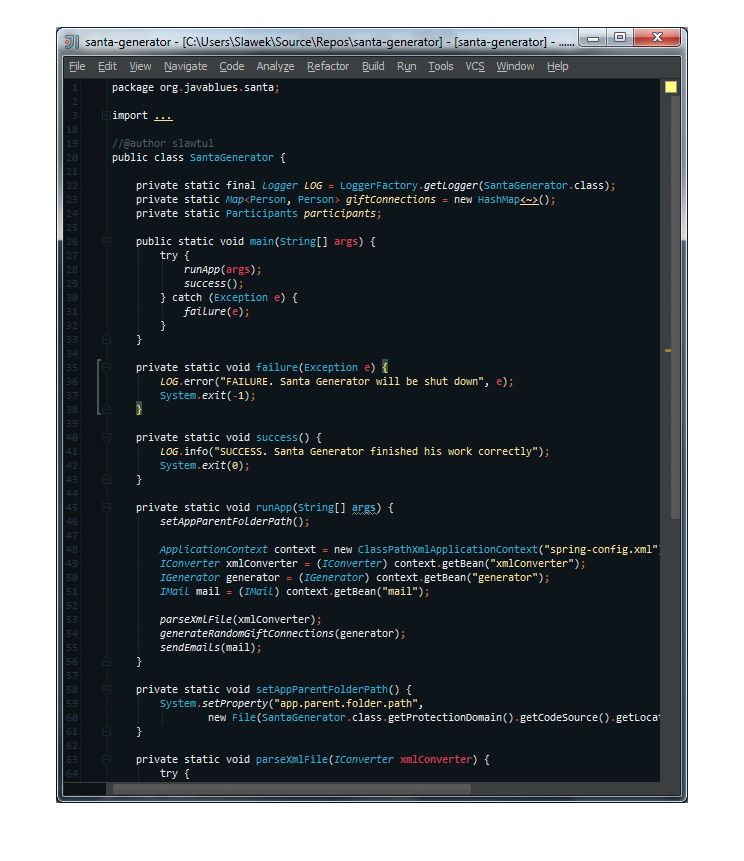 santa-generator - [C:\Users\Slawek\Source\Repos\santa-generator] - [santa-generator] - ......
File Edit View Navigate Code Analyze Refactor Build Run Tools VCS Window Help
1 package org.javablues.santa;
2
3 import ...
18
19 //@author slawtul
20 public class SantaGenerator {
21
22 private static final Logger LOG = LoggerFactory.getLogger(SantaGenerator.class);
23 private static Map<Person, Person> giftConnections = new HashMap<~>();
24 private static Participants participants;
25
26 public static void main(String[] args) {
27 try {
28 runApp(args);
29 success();
30 } catch (Exception e) {
31 failure(e);
32 }
33 }
34
35 private static void failure(Exception e) {
36 LOG.error("FAILURE. Santa Generator will be shut down", e);
37 System.exit(-1);
38 }
39
40 private static void success() {
41 LOG.info("SUCCESS. Santa Generator finished his work correctly");
42 System.exit(0);
43 }
44
45 private static void runApp(String[] args) {
46 setAppParentFolderPath();
47
48 ApplicationContext context = new ClassPathXmlApplicationContext("spring-config.xml")
49 IConverter xmlConverter = (IConverter) context.getBean("xmlConverter");
50 IGenerator generator = (IGenerator) context.getBean("generator");
51 IMail mail = (IMail) context.getBean("mail");
52
53 parseXmlFile(xmlConverter);
54 generateRandomGiftConnections(generator);
55 sendEmails(mail);
56 }
57
58 private static void setAppParentFolderPath() {
59 System.setProperty("app.parent.folder.path",
60 new File(SantaGenerator.class.getProtectionDomain().getCodeSource().getLocat
61 }
62
63 private static void parseXmlFile(IConverter xmlConverter) {
64 try {